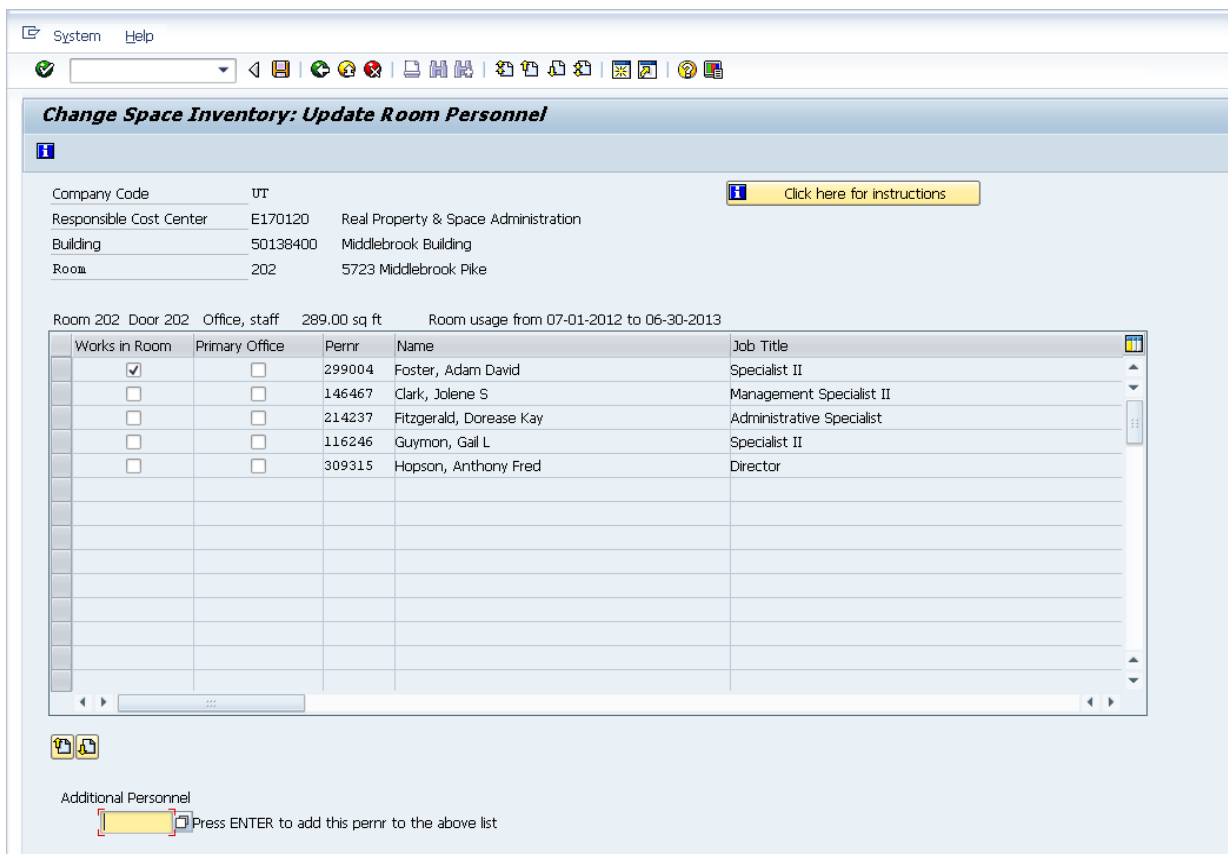 System Help
Change Space Inventory: Update Room Personnel
Company Code UT
Click here for instructions
Responsible Cost Center E170120 Real Property & Space Administration
Building 50138400 Middlebrook Building
Room 202 5723 Middlebrook Pike
Room 202 Door 202 Office, staff 289.00 sq ft Room usage from 07-01-2012 to 06-30-2013
Works in Room Primary Office Pernr Name Job Title
299004 Foster, Adam David Specialist II
146467 Clark, Jolene S Management Specialist II
214237 Fitzgerald, Dorease Kay Administrative Specialist
116246 Guymon, Gail L Specialist II
309315 Hopson, Anthony Fred Director
Additional Personnel
Press ENTER to add this pernr to the above list